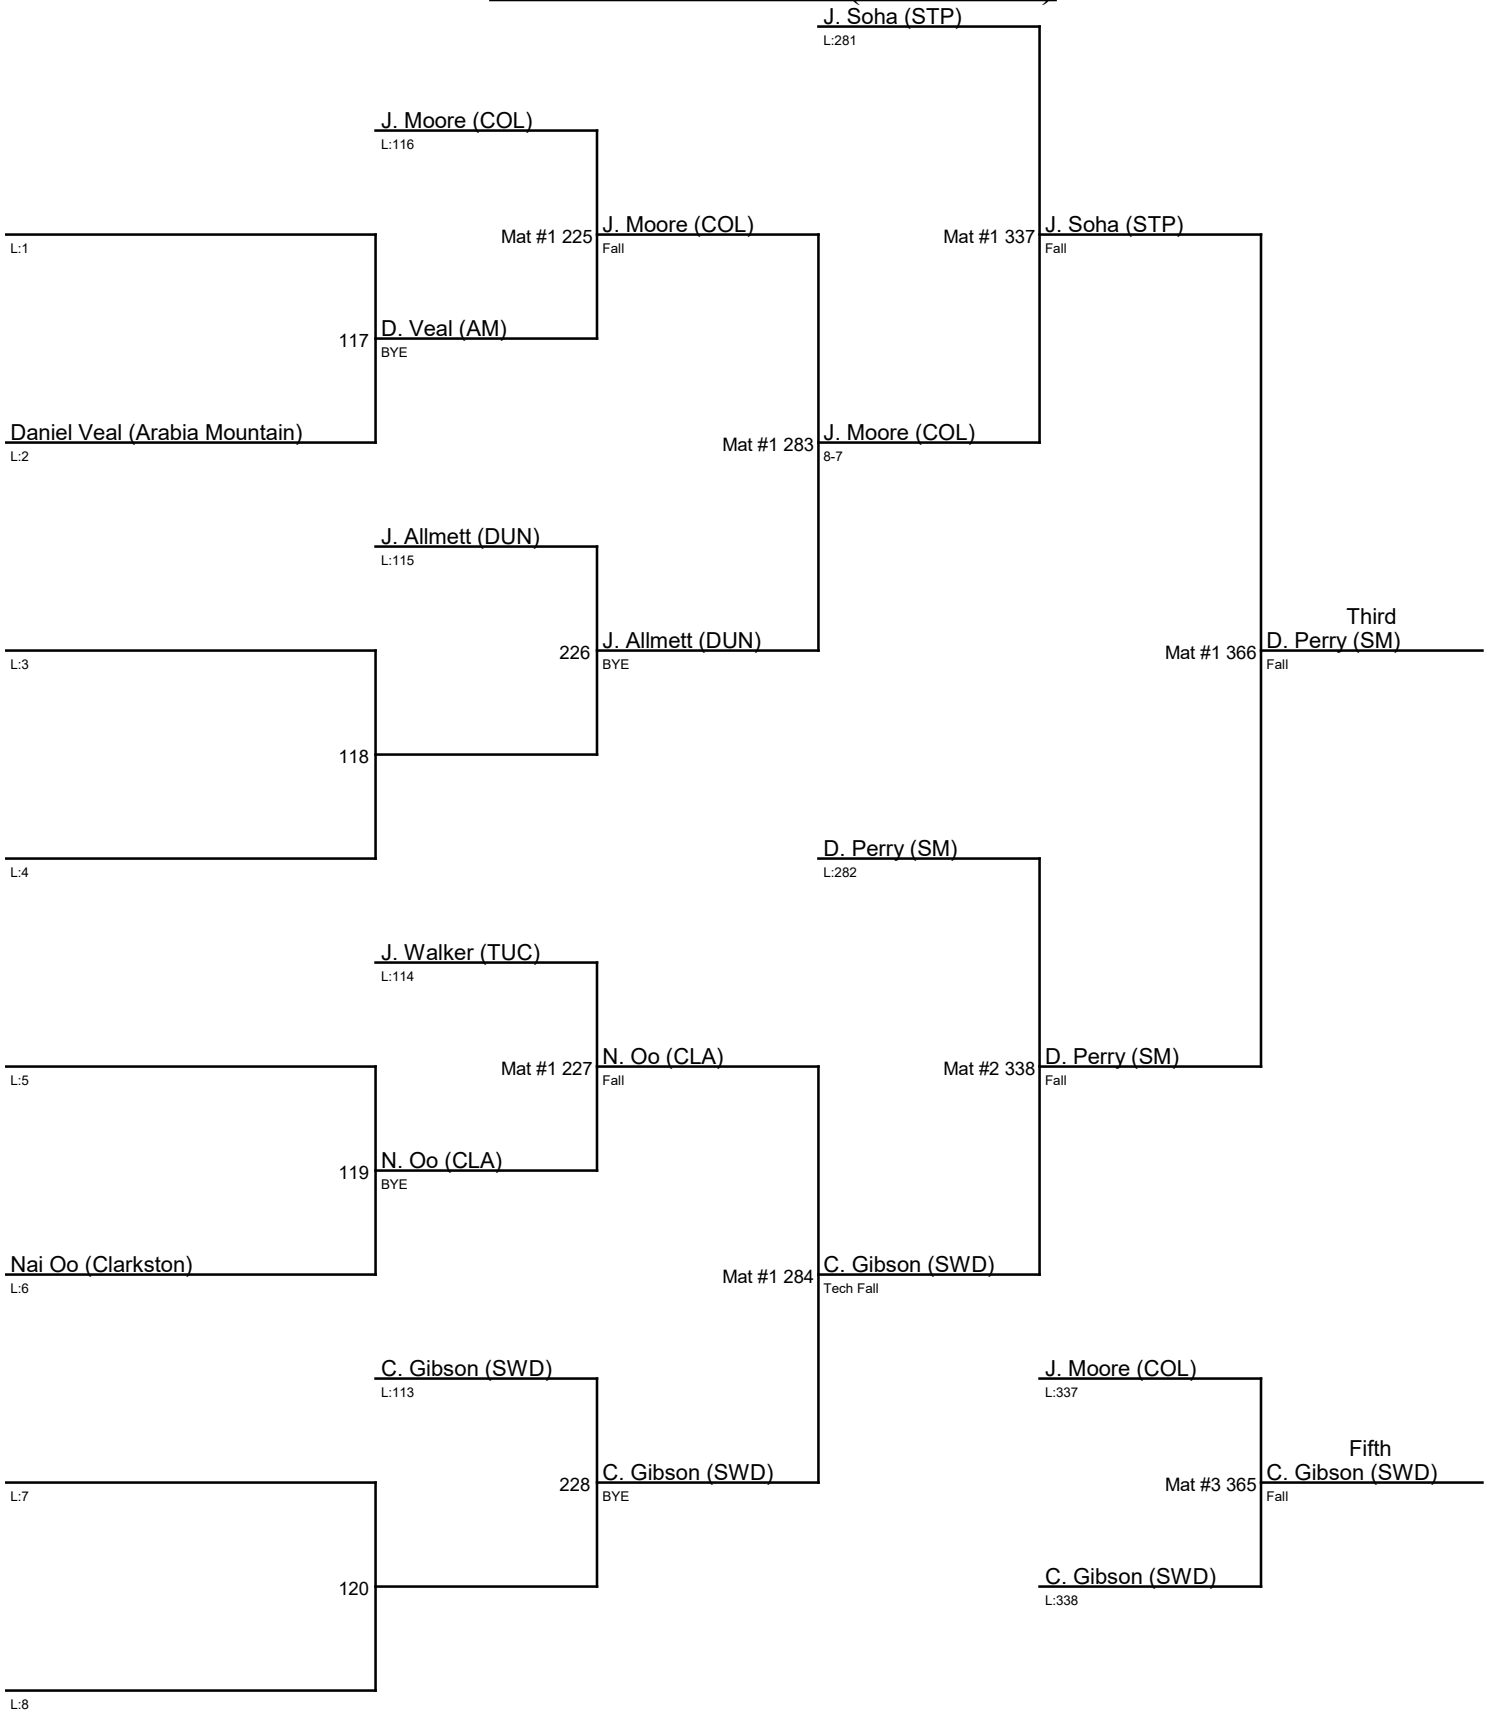 J. Soha (STP)
L:281
J. Moore (COL)
L:116
L:1
Mat #1 225
J. Moore (COL)
Fall
Mat #1 337
J. Soha (STP)
Fall
117
D. Veal (AM)
BYE
Daniel Veal (Arabia Mountain)
L:2
Mat #1 283
J. Moore (COL)
8-7
J. Allmett (DUN)
L:115
Third
L:3
226
J. Allmett (DUN)
BYE
Mat #1 366
D. Perry (SM)
Fall
118
L:4
D. Perry (SM)
L:282
J. Walker (TUC)
L:114
L:5
Mat #1 227
N. Oo (CLA)
Fall
Mat #2 338
D. Perry (SM)
Fall
119
N. Oo (CLA)
BYE
Nai Oo (Clarkston)
L:6
Mat #1 284
C. Gibson (SWD)
Tech Fall
C. Gibson (SWD)
L:113
J. Moore (COL)
L:337
Fifth
L:7
228
C. Gibson (SWD)
BYE
Mat #3 365
C. Gibson (SWD)
Fall
120
C. Gibson (SWD)
L:338
L:8